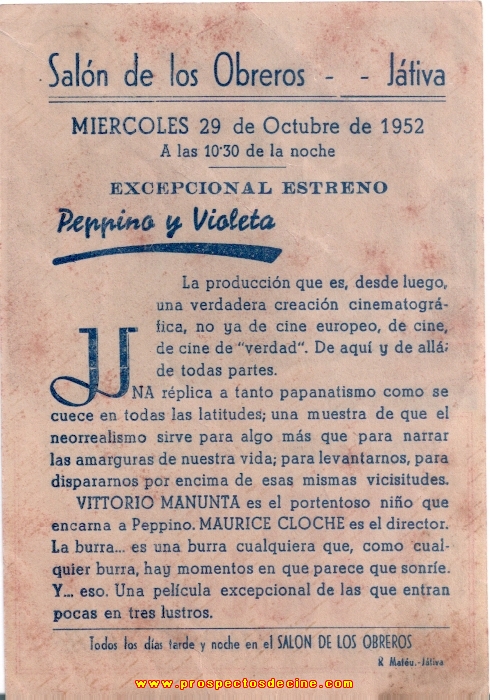 Salón de los Obreros - - Játiva
MIERCOLES 29 de Octubre de 1952
A las 10'30 de la noche
EXCEPCIONAL ESTRENO
Peppino y Violeta
La producción que es, desde luego,
una verdadera creación cinematográ-
fica, no ya de cine europeo, de cine,
de cine de "verdad". De aquí y de allá;
de todas partes.
UNA réplica a tanto papanatismo como se
cuece en todas las latitudes; una muestra de que el
neorrealismo sirve para algo más que para narrar
las amarguras de nuestra vida; para levantarnos, para
dispararnos por encima de esas mismas vicisitudes.
VITTORIO MANUNTA es el portentoso niño que
encarna a Peppino. MAURICE CLOCHE es el director.
La burra... es una burra cualquiera que, como cual-
quier burra, hay momentos en que parece que sonríe.
Y... eso. Una película excepcional de las que entran
pocas en tres lustros.
Todos los días tarde y noche en el SALON DE LOS OBREROS
R. Matéu.-Játiva
www.prospectosdecine.com